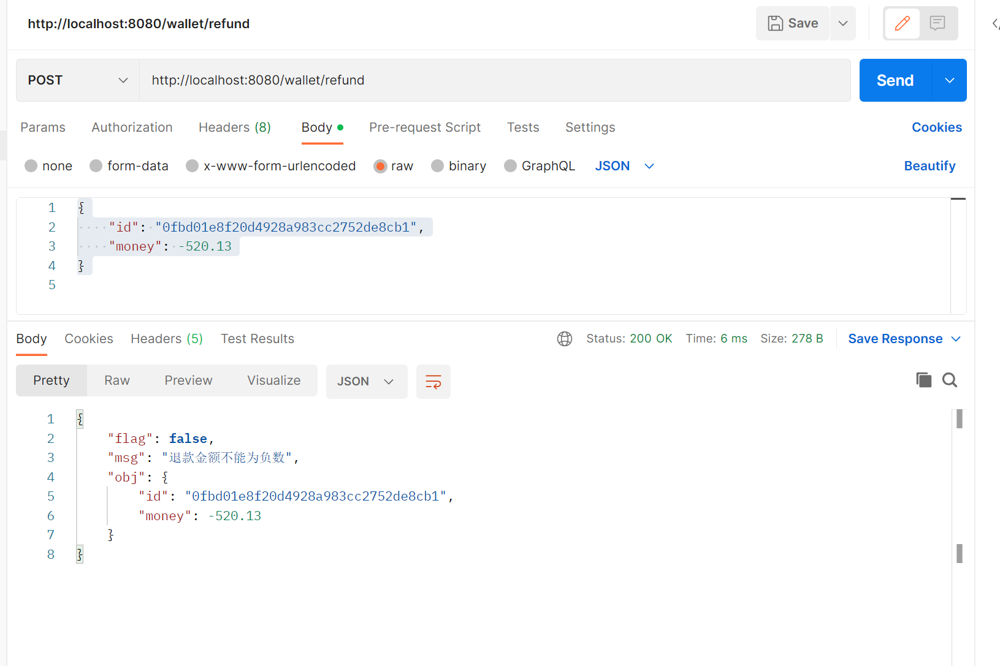 http://localhost:8080/wallet/refund
Save
POST
http://localhost:8080/wallet/refund
Send
Params Authorization Headers (8) Body Pre-request Script Tests Settings Cookies
none form-data x-www-form-urlencoded raw binary GraphQL JSON Beautify
1 {
2 "id": "0fbd01e8f20d4928a983cc2752de8cb1",
3 "money": -520.13
4 }
5
Body Cookies Headers (5) Test Results Status: 200 OK Time: 6 ms Size: 278 B Save Response
Pretty Raw Preview Visualize JSON
1 {
2 "flag": false,
3 "msg": "退款金额不能为负数",
4 "obj": {
5 "id": "0fbd01e8f20d4928a983cc2752de8cb1",
6 "money": -520.13
7 }
8 }